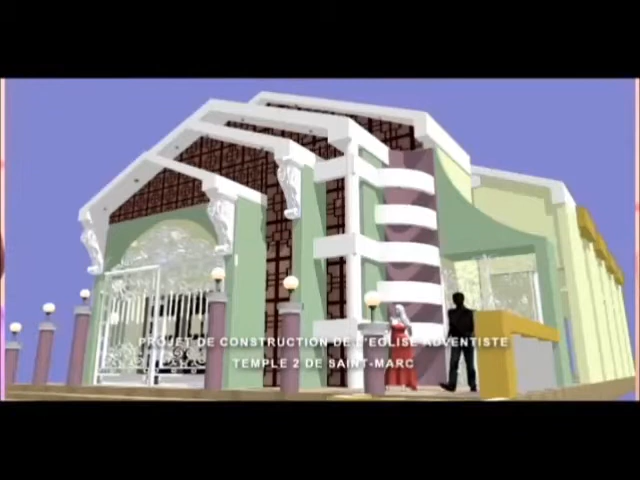 PROJET DE CONSTRUCTION DE L'EGLISE ADVENTISTE
TEMPLE 2 DE SAINT-MARC